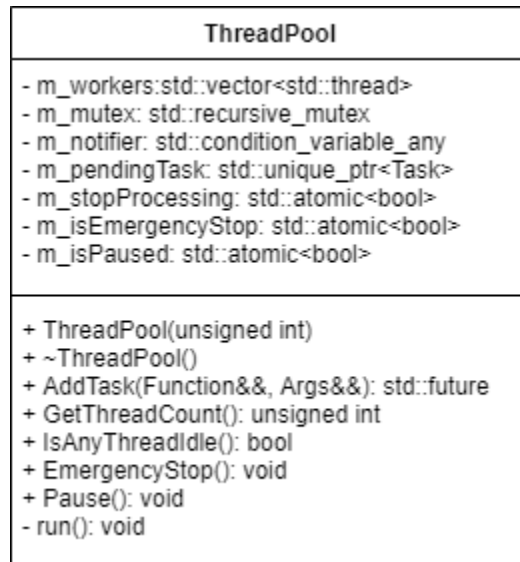 ThreadPool
- m_workers:std::vector<std::thread>
- m_mutex: std::recursive_mutex
- m_notifier: std::condition_variable_any
- m_pendingTask: std::unique_ptr<Task>
- m_stopProcessing: std::atomic<bool>
- m_isEmergencyStop: std::atomic<bool>
- m_isPaused: std::atomic<bool>
+ ThreadPool(unsigned int)
+ ~ThreadPool()
+ AddTask(Function&&, Args&&): std::future
+ GetThreadCount(): unsigned int
+ IsAnyThreadIdle(): bool
+ EmergencyStop(): void
+ Pause(): void
- run(): void